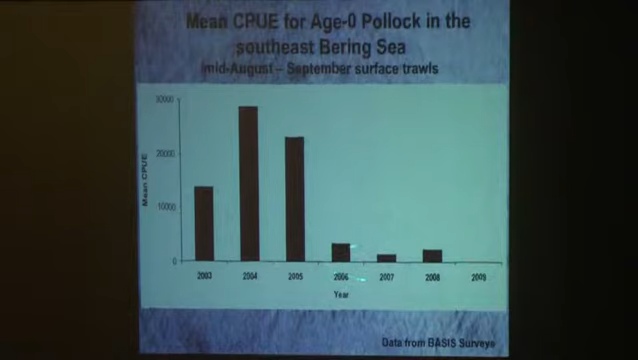 Mean CPUE for Age-0 Pollock in the
southeast Bering Sea
(mid-August – September surface trawls
30000
20000
10000
0
Mean CPUE
2003 2004 2005 2006 2007 2008 2009
Year
Data from BASIS Surveys